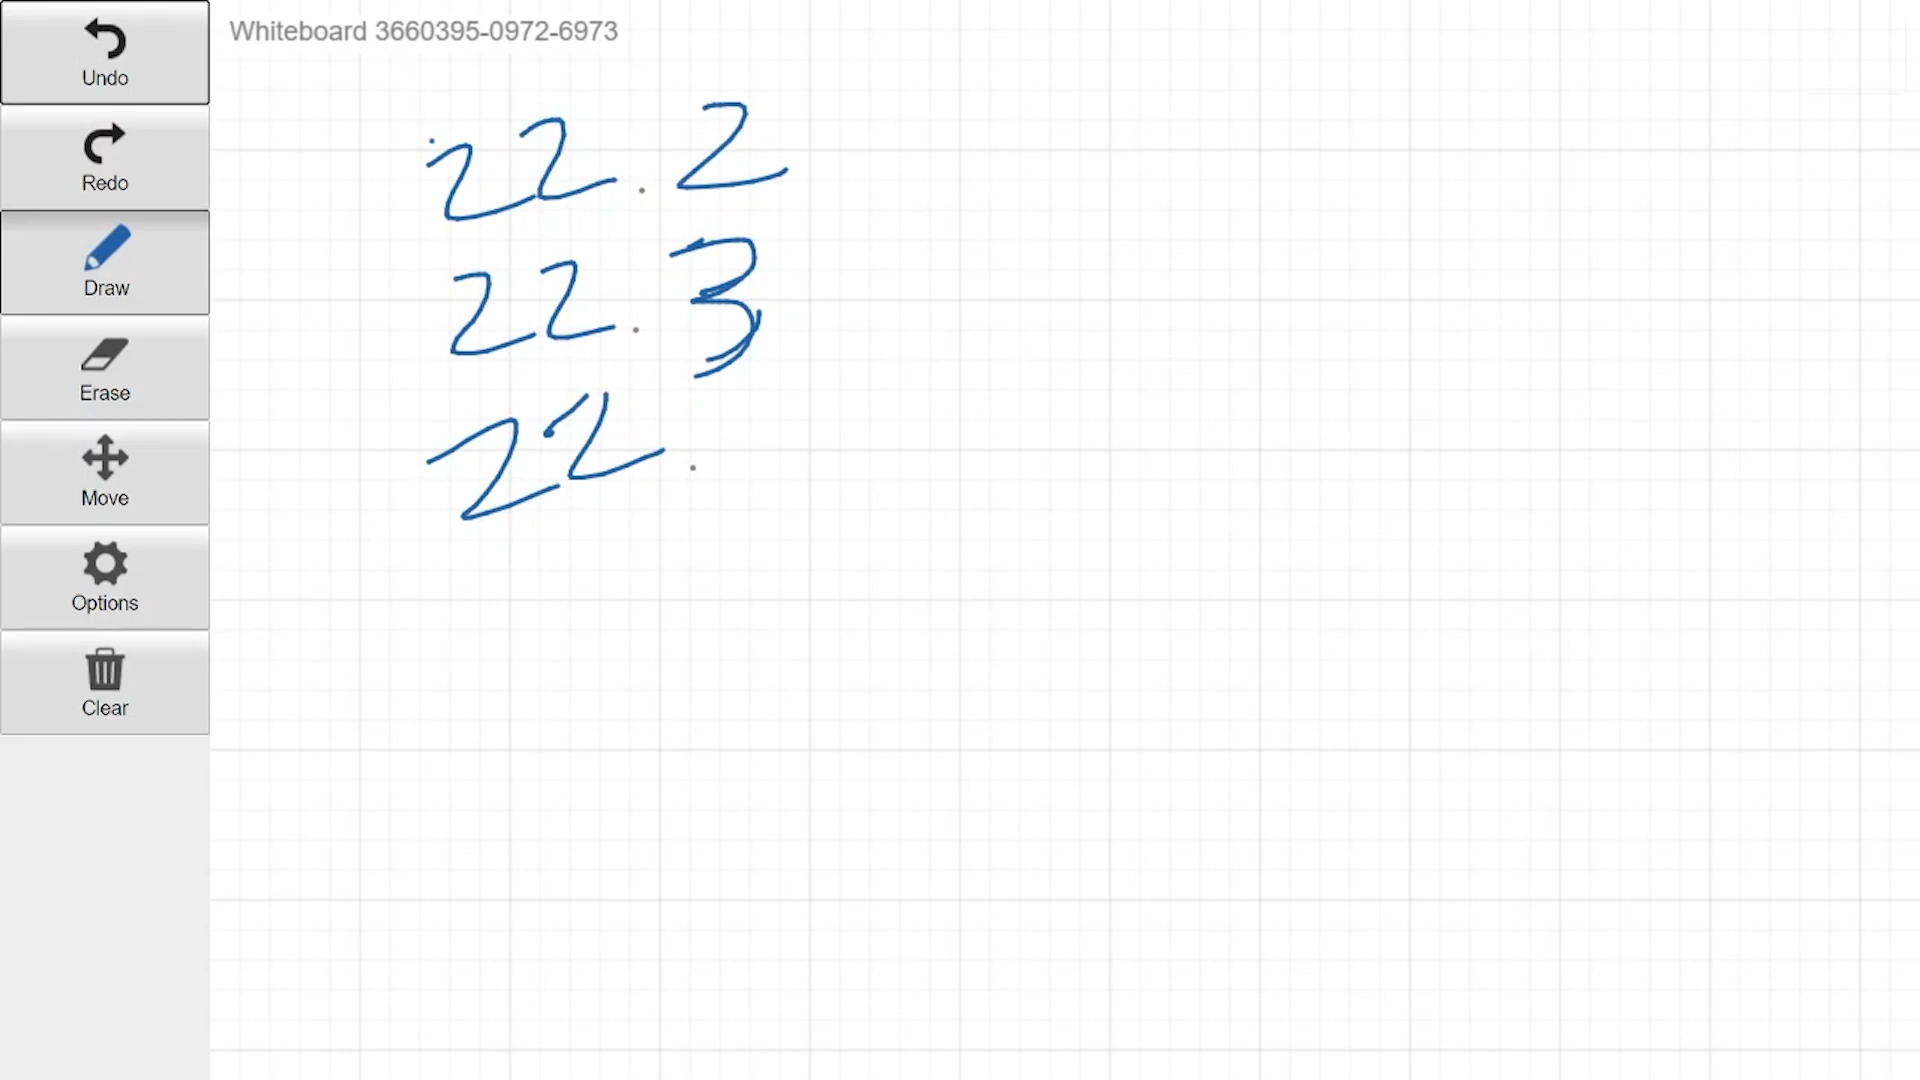 Whiteboard 3660395-0972-6973
Undo
Redo
Draw
Erase
Move
Options
Clear
22.2
22.3
22.